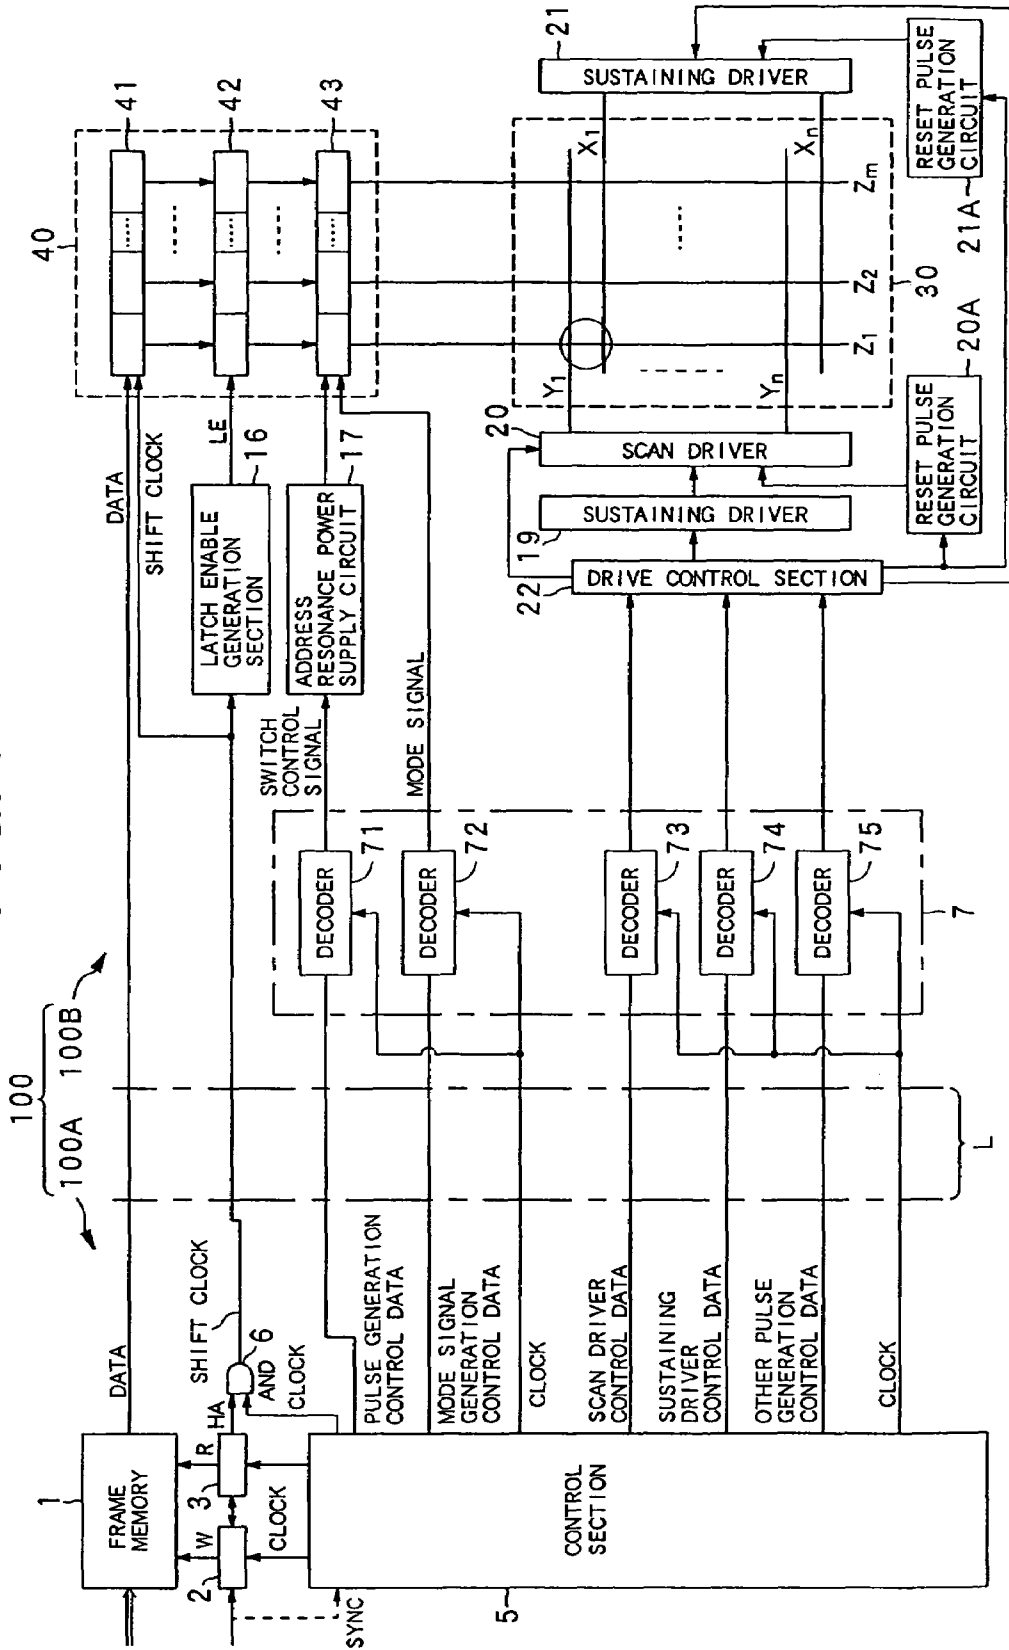 100
100A 100B
1
FRAME
MEMORY
DATA
DATA
40
41
42
43
SHIFT CLOCK
SHIFT CLOCK
LE
2
W
3
R
HA
6
AND
CLOCK
CLOCK
SYNC
5
CONTROL
SECTION
LATCH ENABLE
GENERATION
SECTION
16
ADDRESS
RESONANCE POWER
SUPPLY CIRCUIT
17
SWITCH
CONTROL
SIGNAL
MODE SIGNAL
PULSE GENERATION
CONTROL DATA
MODE SIGNAL
GENERATION
CONTROL DATA
CLOCK
SCAN DRIVER
CONTROL DATA
SUSTAINING
DRIVER
CONTROL DATA
OTHER PULSE
GENERATION
CONTROL DATA
CLOCK
L
DECODER
71
DECODER
72
DECODER
73
DECODER
74
DECODER
75
7
22
DRIVE CONTROL SECTION
19
SUSTAINING DRIVER
20
SCAN DRIVER
Y1
Yn
X1
Xn
Z1
Z2
Zm
30
21
SUSTAINING DRIVER
20A
RESET PULSE
GENERATION
CIRCUIT
21A
RESET PULSE
GENERATION
CIRCUIT